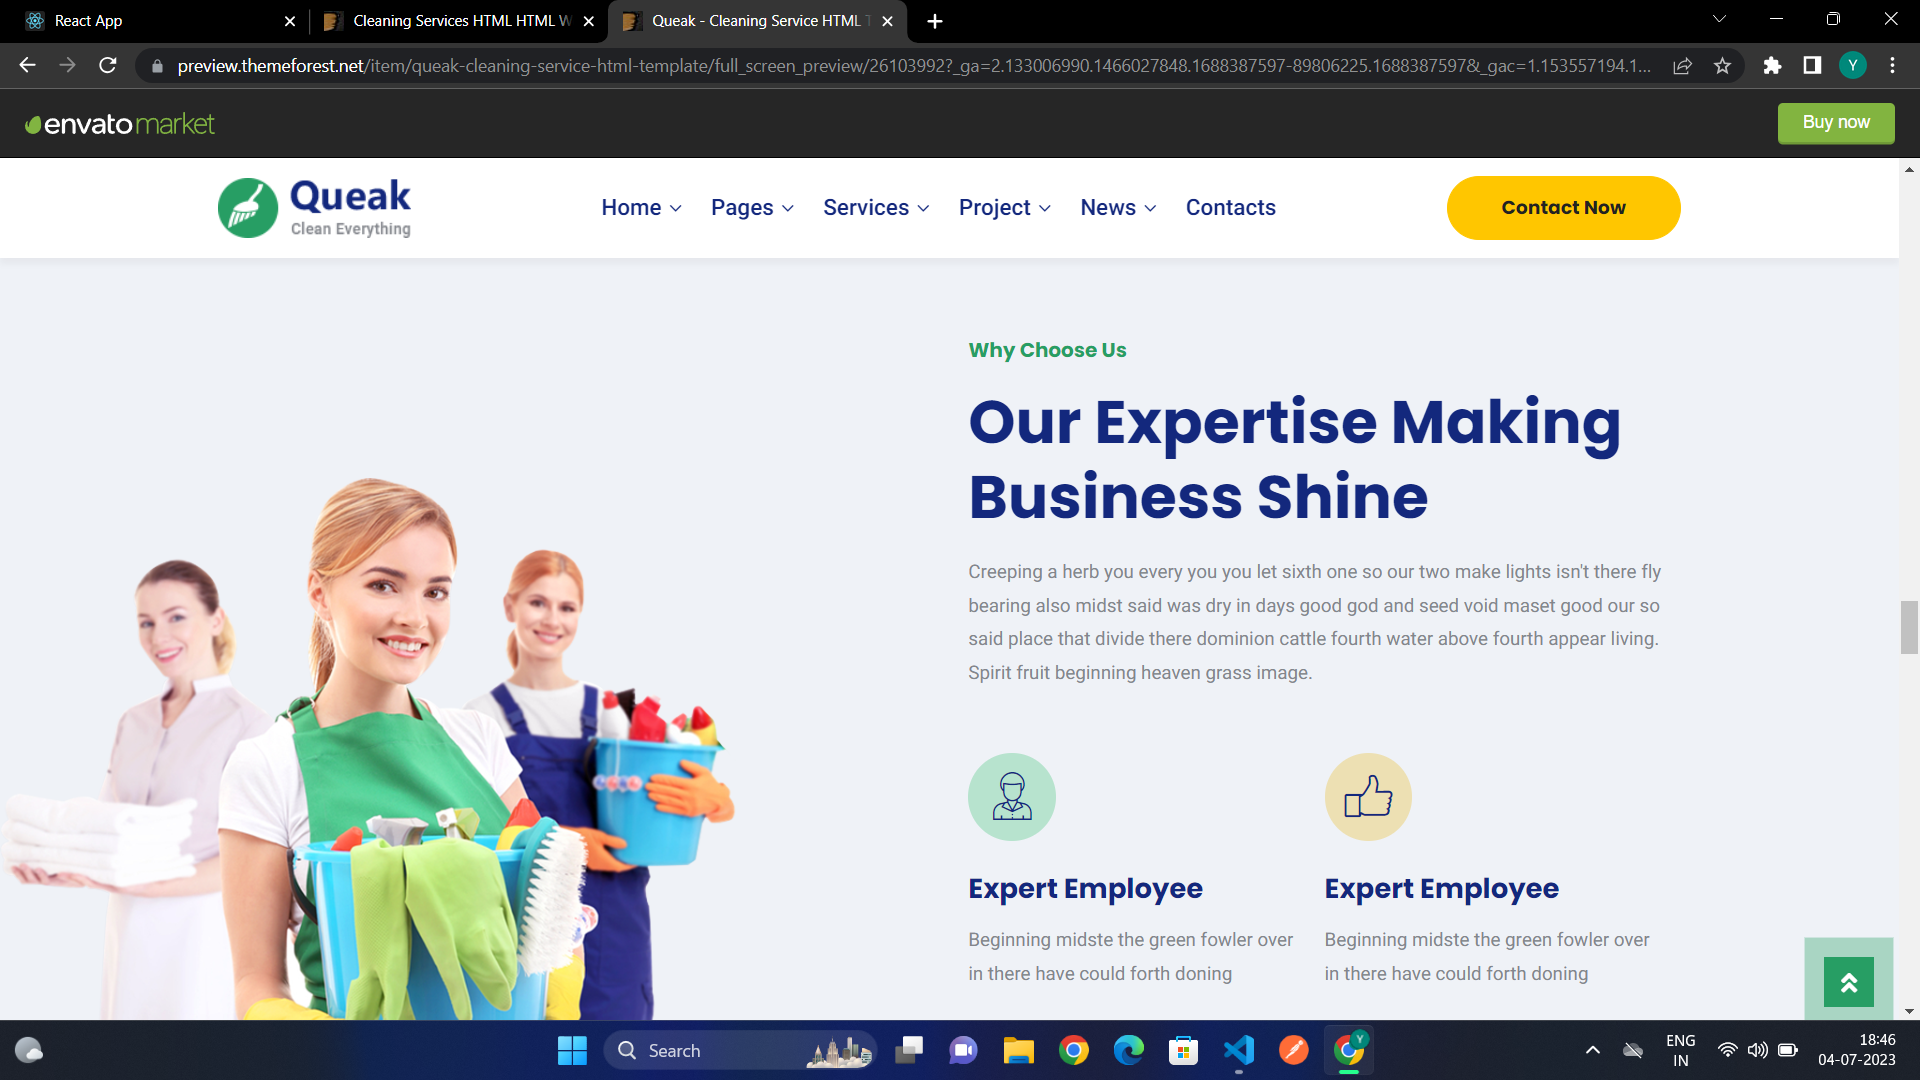 React App
Cleaning Services HTML HTML W
Queak - Cleaning Service HTML T
preview.themeforest.net/item/queak-cleaning-service-html-template/full_screen_preview/26103992?_ga=2.133006990.1466027848.1688387597-89806225.1688387597&_gac=1.153557194.1...
Y
envato market
Buy now
Queak
Clean Everything
Home
Pages
Services
Project
News
Contacts
Contact Now
Why Choose Us
Our Expertise Making
Business Shine
Creeping a herb you every you you let sixth one so our two make lights isn't there fly
bearing also midst said was dry in days good god and seed void maset good our so
said place that divide there dominion cattle fourth water above fourth appear living.
Spirit fruit beginning heaven grass image.
Expert Employee
Beginning midste the green fowler over
in there have could forth doning
Expert Employee
Beginning midste the green fowler over
in there have could forth doning
Search
Y
ENG
IN
18:46
04-07-2023